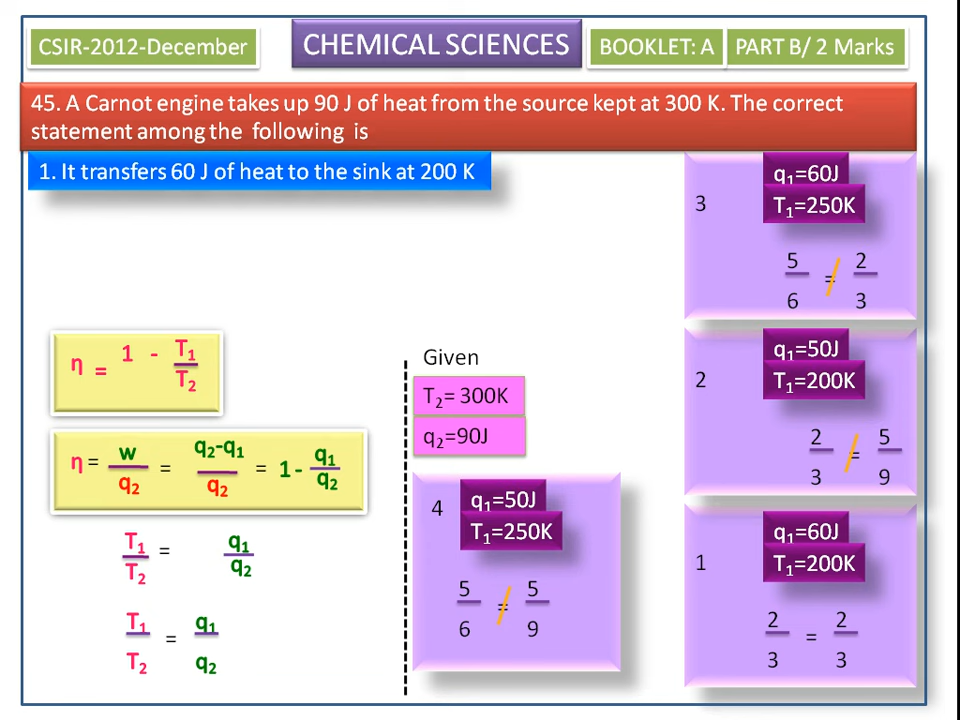 CSIR-2012-December
CHEMICAL SCIENCES
BOOKLET: A
PART B/ 2 Marks
45. A Carnot engine takes up 90 J of heat from the source kept at 300 K. The correct
statement among the following is
1. It transfers 60 J of heat to the sink at 200 K
η = 1 - T₁
T₂
η = w = q₂-q₁ = 1 - q₁
q₂ q₂ q₂
T₁ = q₁
T₂ q₂
T₁ = q₁
T₂ q₂
Given
T₂= 300K
q₂=90J
4
q₁=50J
T₁=250K
5 = 5
6 9
3
q₁=60J
T₁=250K
5 = 2
6 3
2
q₁=50J
T₁=200K
2 = 5
3 9
1
q₁=60J
T₁=200K
2 = 2
3 3